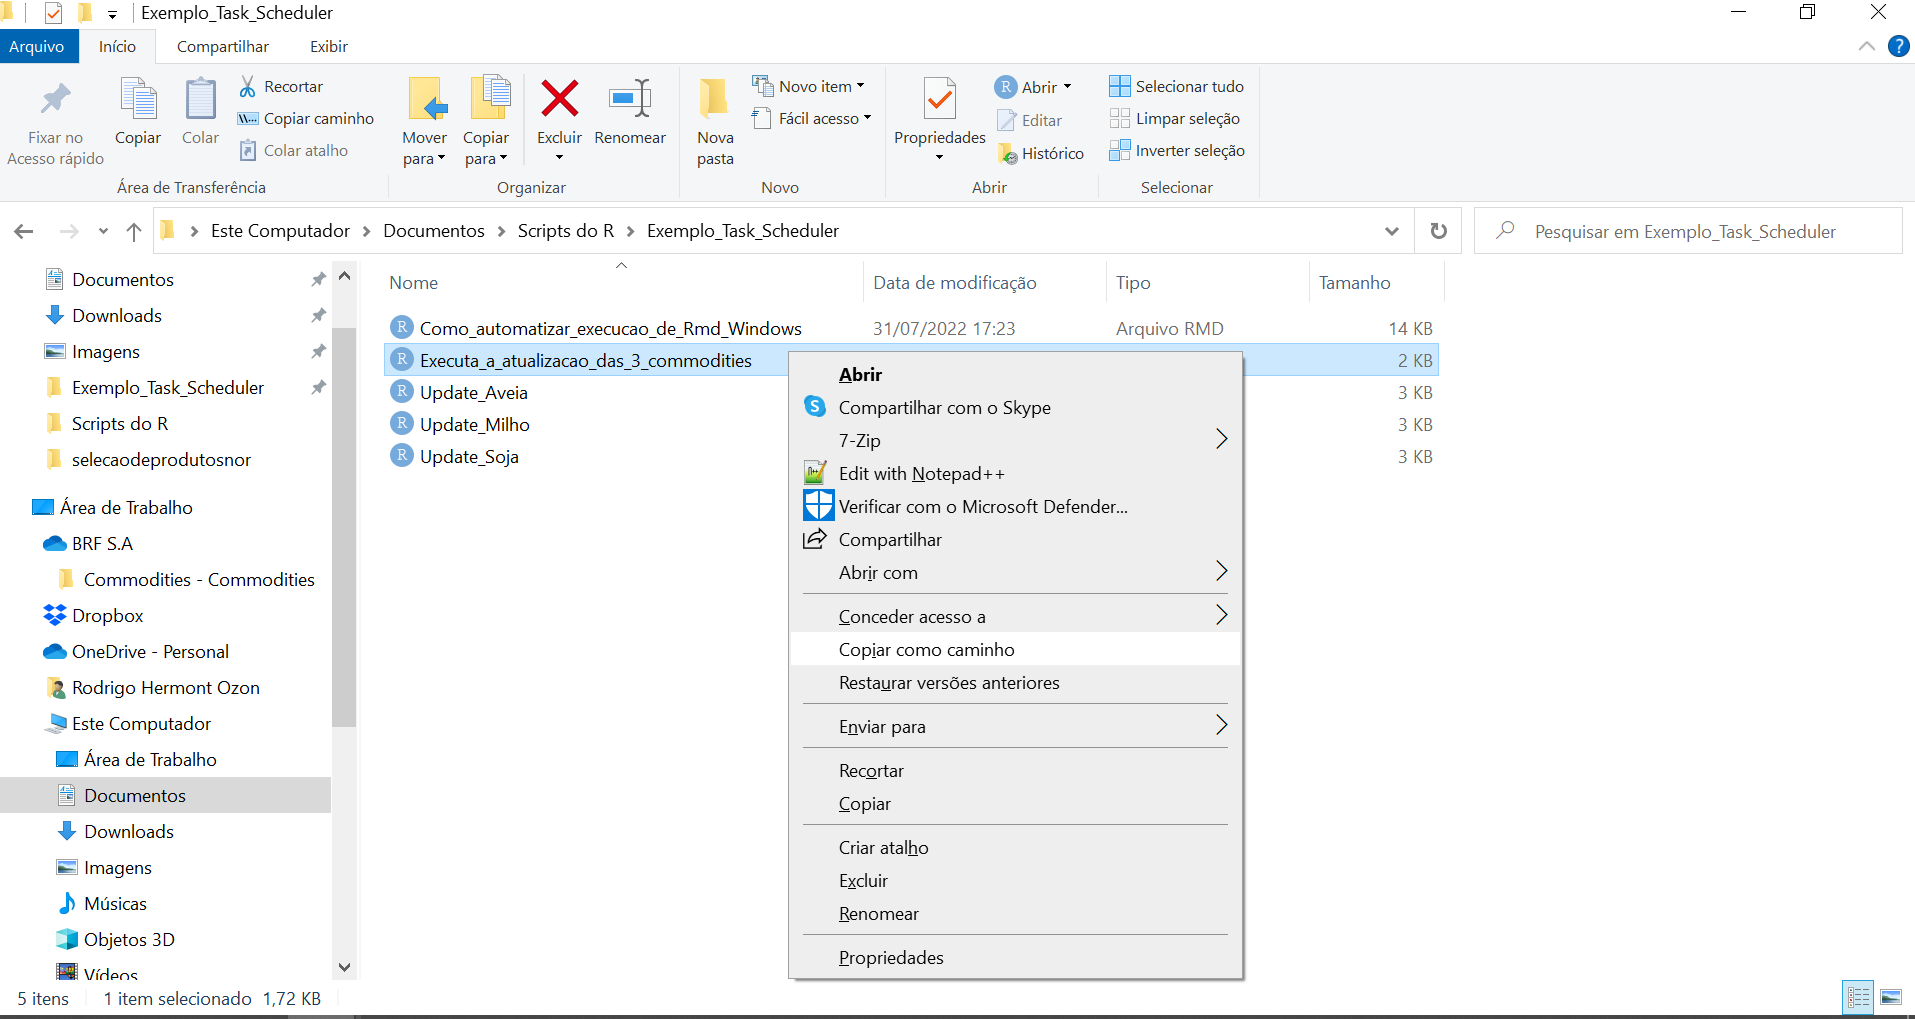 Exemplo_Task_Scheduler
Arquivo
Início
Compartilhar
Exibir
Fixar no
Acesso rápido
Copiar
Colar
Recortar
Copiar caminho
Colar atalho
Área de Transferência
Mover
para
Copiar
para
Excluir
Renomear
Organizar
Nova
pasta
Novo item
Fácil acesso
Novo
Propriedades
Abrir
Editar
Histórico
Abrir
Selecionar tudo
Limpar seleção
Inverter seleção
Selecionar
Este Computador > Documentos > Scripts do R > Exemplo_Task_Scheduler
Pesquisar em Exemplo_Task_Scheduler
Documentos
Downloads
Imagens
Exemplo_Task_Scheduler
Scripts do R
selecaodeprodutosnor
Área de Trabalho
BRF S.A
Commodities - Commodities
Dropbox
OneDrive - Personal
Rodrigo Hermont Ozon
Este Computador
Área de Trabalho
Documentos
Downloads
Imagens
Músicas
Objetos 3D
Vídeos
Nome Data de modificação Tipo Tamanho
Como_automatizar_execucao_de_Rmd_Windows 31/07/2022 17:23 Arquivo RMD 14 KB
Executa_a_atualizacao_das_3_commodities 2 KB
Update_Aveia 3 KB
Update_Milho 3 KB
Update_Soja 3 KB
Abrir
Compartilhar com o Skype
7-Zip
Edit with Notepad++
Verificar com o Microsoft Defender...
Compartilhar
Abrir com
Conceder acesso a
Copiar como caminho
Restaurar versões anteriores
Enviar para
Recortar
Copiar
Criar atalho
Excluir
Renomear
Propriedades
5 itens 1 item selecionado 1,72 KB